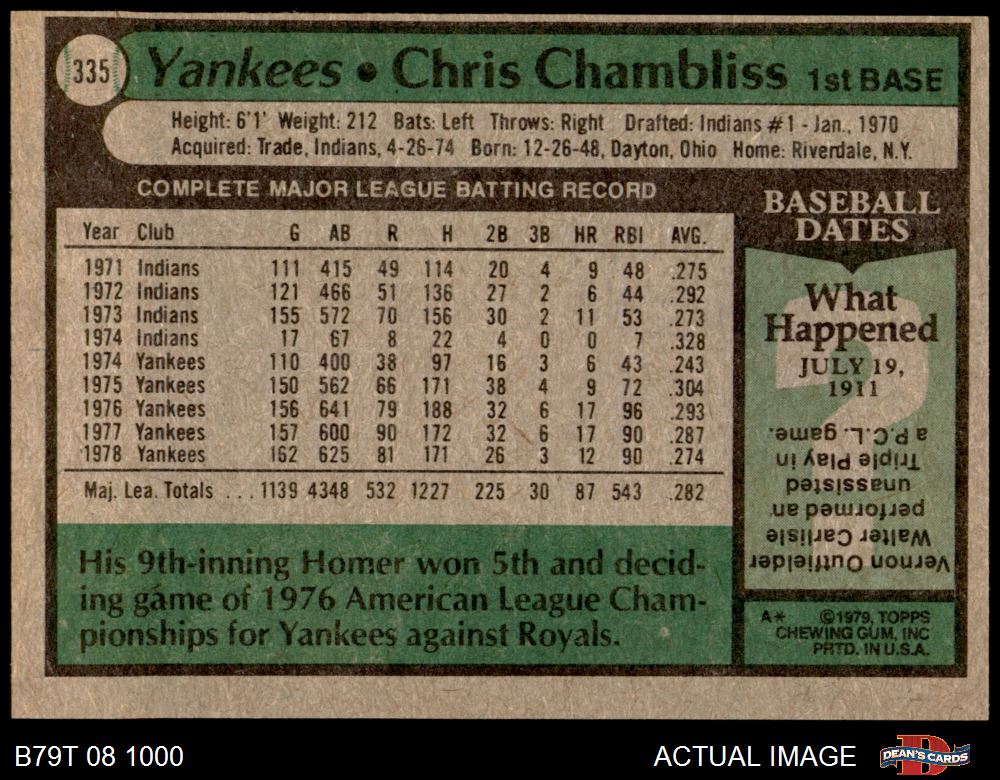 335 Yankees • Chris Chambliss 1st BASE
Height: 6'1' Weight: 212 Bats: Left Throws: Right Drafted: Indians #1 - Jan., 1970
Acquired: Trade, Indians, 4-26-74 Born: 12-26-48, Dayton, Ohio Home: Riverdale, N.Y.
COMPLETE MAJOR LEAGUE BATTING RECORD
Year Club G AB R H 2B 3B HR RBI AVG.
1971 Indians 111 415 49 114 20 4 9 48 .275
1972 Indians 121 466 51 136 27 2 6 44 .292
1973 Indians 155 572 70 156 30 2 11 53 .273
1974 Indians 17 67 8 22 4 0 0 7 .328
1974 Yankees 110 400 38 97 16 3 6 43 .243
1975 Yankees 150 562 66 171 38 4 9 72 .304
1976 Yankees 156 641 79 188 32 6 17 96 .293
1977 Yankees 157 600 90 172 32 6 17 90 .287
1978 Yankees 162 625 81 171 26 3 12 90 .274
Maj. Lea. Totals ... 1139 4348 532 1227 225 30 87 543 .282
His 9th-inning Homer won 5th and decid-
ing game of 1976 American League Cham-
pionships for Yankees against Royals.
BASEBALL
DATES
What
Happened
JULY 19,
1911
Vernon Outfielder
Walter Carlisle
performed an
unassisted
Triple Play in
a P.C.L. game.
A* ©1979, TOPPS
CHEWING GUM, INC
PRTD. IN U.S.A.
B79T 08 1000
ACTUAL IMAGE
D
DEAN'S CARDS